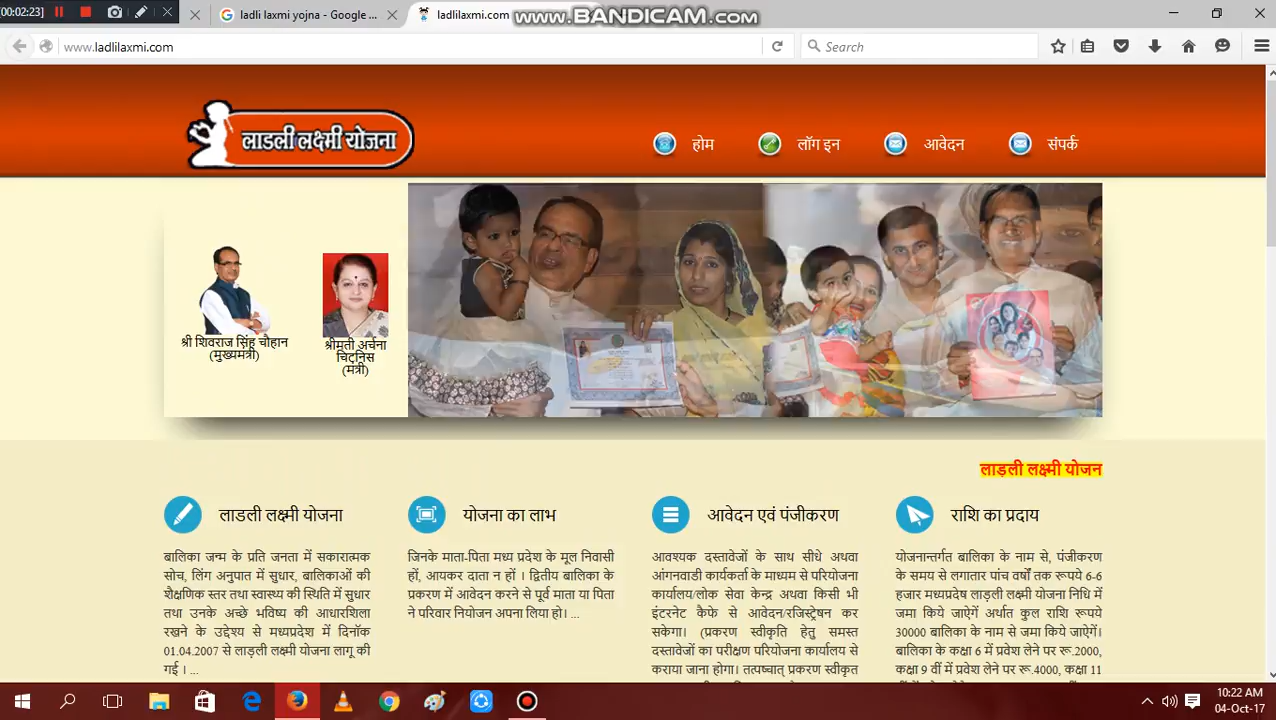 00:02:23
ladli laxmi yojna - Google ...
ladlilaxmi.com
www.BANDICAM.com
www.ladlilaxmi.com
Search
लाडली लक्ष्मी योजना
होम
लॉग इन
आवेदन
संपर्क
श्री शिवराज सिंह चौहान
(मुख्यमंत्री)
श्रीमती अर्चना
चिटनिस
(मंत्री)
लाड़ली लक्ष्मी योजन
लाडली लक्ष्मी योजना
बालिका जन्म के प्रति जनता में सकारात्मक
सोच, लिंग अनुपात में सुधार, बालिकाओं की
शैक्षणिक स्तर तथा स्वास्थ्य की स्थिति में सुधार
तथा उनके अच्छे भविष्य की आधारशिला
रखने के उद्देश्य से मध्यप्रदेश में दिनॉक
01.04.2007 से लाड़ली लक्ष्मी योजना लागू की
गई । ...
योजना का लाभ
जिनके माता-पिता मध्य प्रदेश के मूल निवासी
हों, आयकर दाता न हों । द्वितीय बालिका के
प्रकरण में आवेदन करने से पूर्व माता या पिता
ने परिवार नियोजन अपना लिया हो। ...
आवेदन एवं पंजीकरण
आवश्यक दस्तावेजों के साथ सीधे अथवा
आंगनवाडी कार्यकर्ता के माध्यम से परियोजना
कार्यालय/लोक सेवा केन्द्र अथवा किसी भी
इंटरनेट कैफे से आवेदन/रजिस्ट्रेषन कर
सकेगा। (प्रकरण स्वीकृति हेतु समस्त
दस्तावेजों का परीक्षण परियोजना कार्यालय से
कराया जाना होगा। तत्पष्चात् प्रकरण स्वीकृत
राशि का प्रदाय
योजनान्तर्गत बालिका के नाम से, पंजीकरण
के समय से लगातार पांच वर्षों तक रूपये 6-6
हजार मध्यप्रदेष लाड़ली लक्ष्मी योजना निधि में
जमा किये जाऐगें अर्थात कुल राशि रूपये
30000 बालिका के नाम से जमा किये जाऐगें।
बालिका के कक्षा 6 में प्रवेश लेने पर रू.2000,
कक्षा 9 वीं में प्रवेश लेने पर रू.4000, कक्षा 11
10:22 AM
04-Oct-17